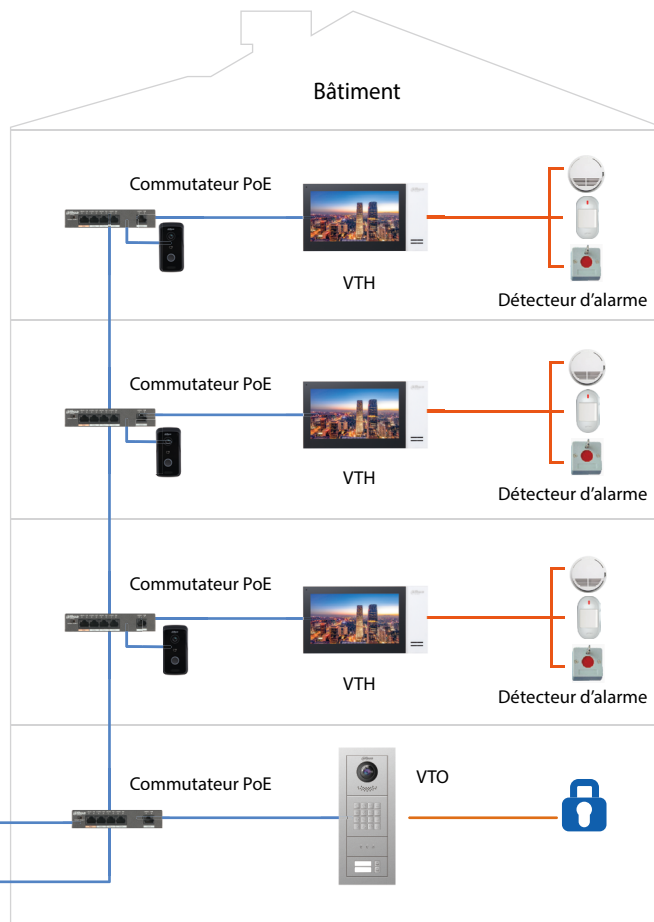 Bâtiment
Commutateur PoE
VTH
Détecteur d'alarme
Commutateur PoE
VTH
Détecteur d'alarme
Commutateur PoE
VTH
Détecteur d'alarme
Commutateur PoE
VTO